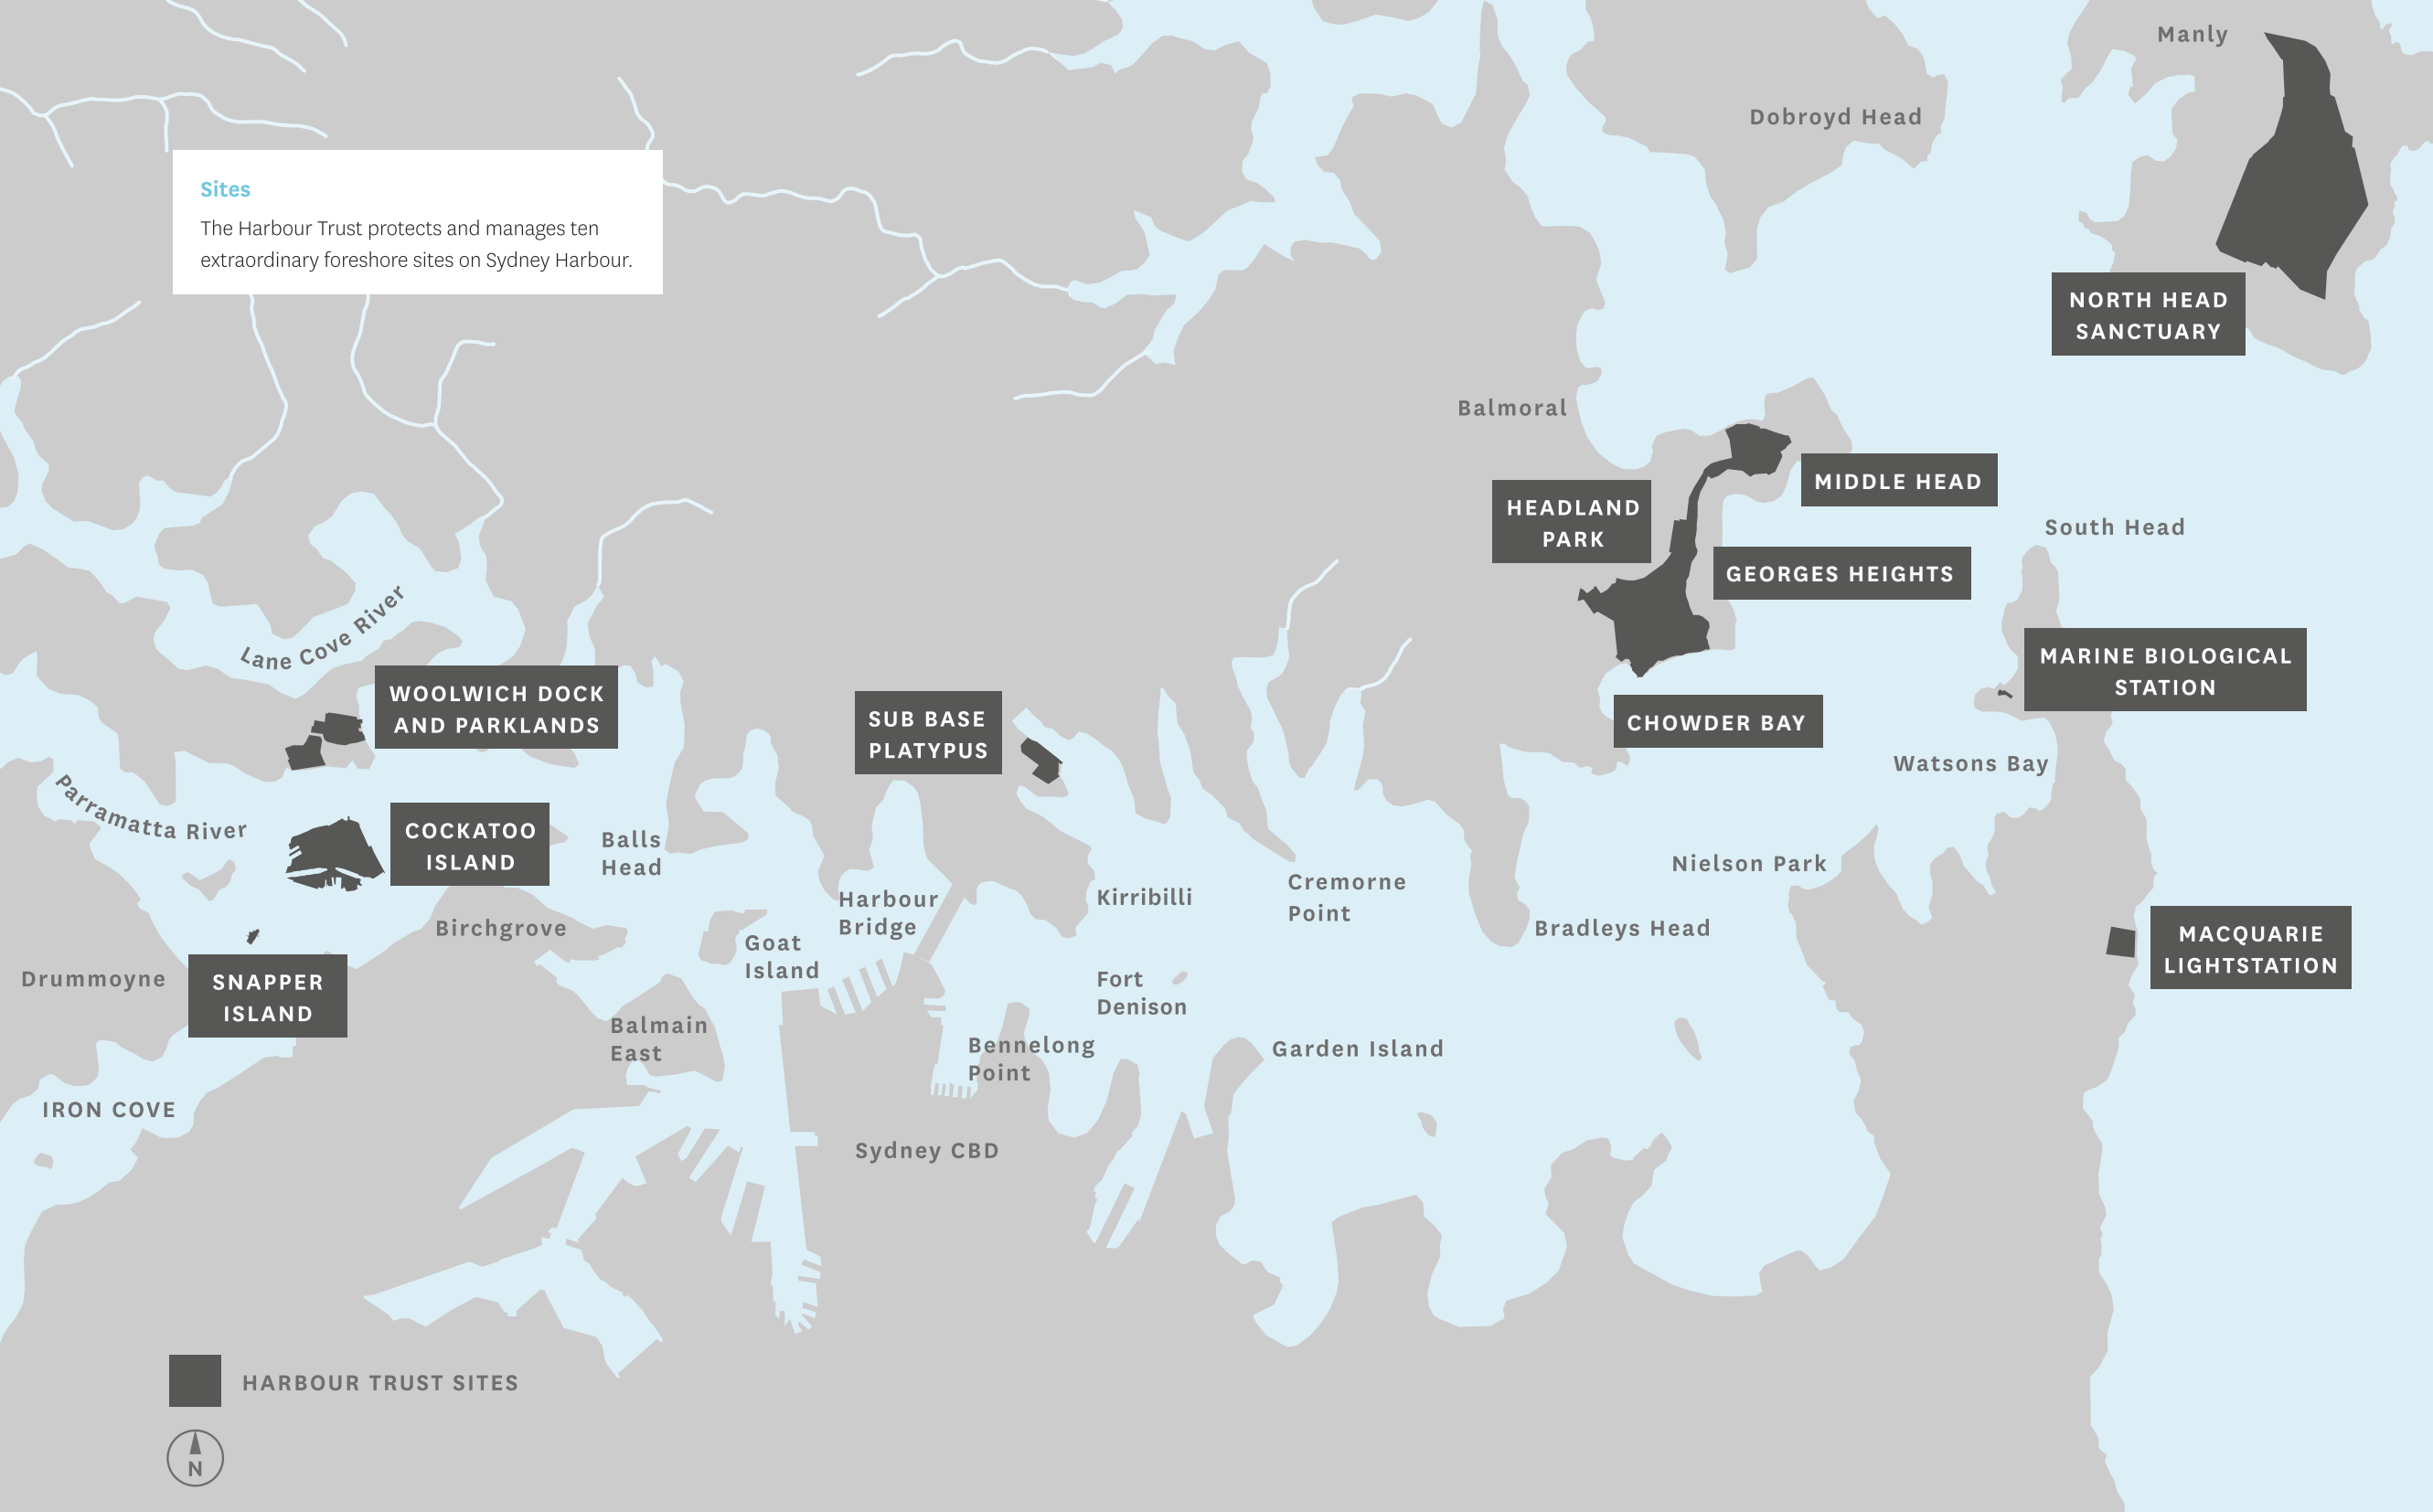 Manly
Dobroyd Head
Sites
The Harbour Trust protects and manages ten
extraordinary foreshore sites on Sydney Harbour.
NORTH HEAD
SANCTUARY
Balmoral
MIDDLE HEAD
HEADLAND
PARK
South Head
GEORGES HEIGHTS
Lane Cove River
MARINE BIOLOGICAL
STATION
WOOLWICH DOCK
AND PARKLANDS
SUB BASE
PLATYPUS
CHOWDER BAY
Watsons Bay
Parramatta River
COCKATOO
ISLAND
Balls
Head
Nielson Park
Harbour
Bridge
Kirribilli
Cremorne
Point
Birchgrove
Bradleys Head
MACQUARIE
LIGHTSTATION
Goat
Island
Drummoyne
SNAPPER
ISLAND
Fort
Denison
Balmain
East
Bennelong
Point
Garden Island
IRON COVE
Sydney CBD
HARBOUR TRUST SITES
N